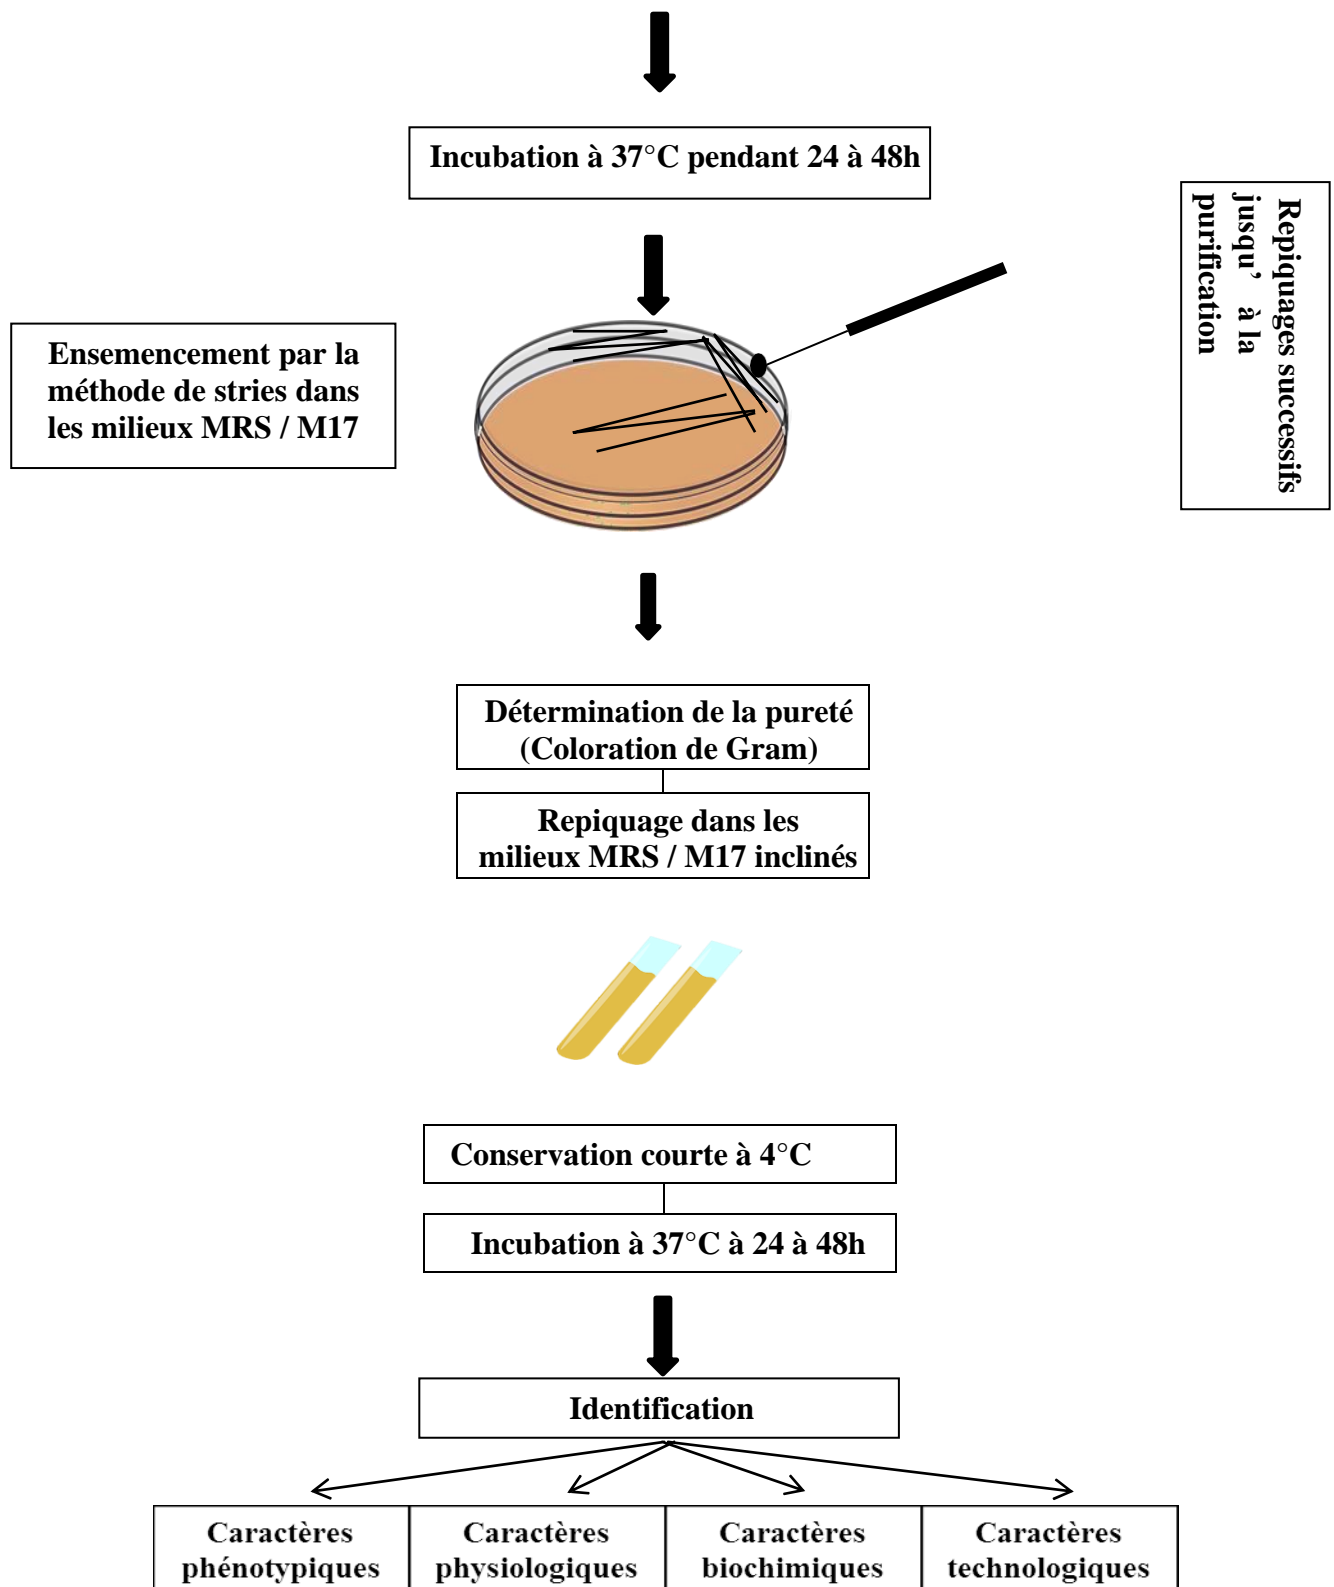 Incubation à 37°C pendant 24 à 48h
Repiquages successifs
jusqu’ à la
purification
Ensemencement par la
méthode de stries dans
les milieux MRS / M17
Détermination de la pureté
(Coloration de Gram)
Repiquage dans les
milieux MRS / M17 inclinés
Conservation courte à 4°C
Incubation à 37°C à 24 à 48h
Identification
Caractères
phénotypiques
Caractères
physiologiques
Caractères
biochimiques
Caractères
technologiques